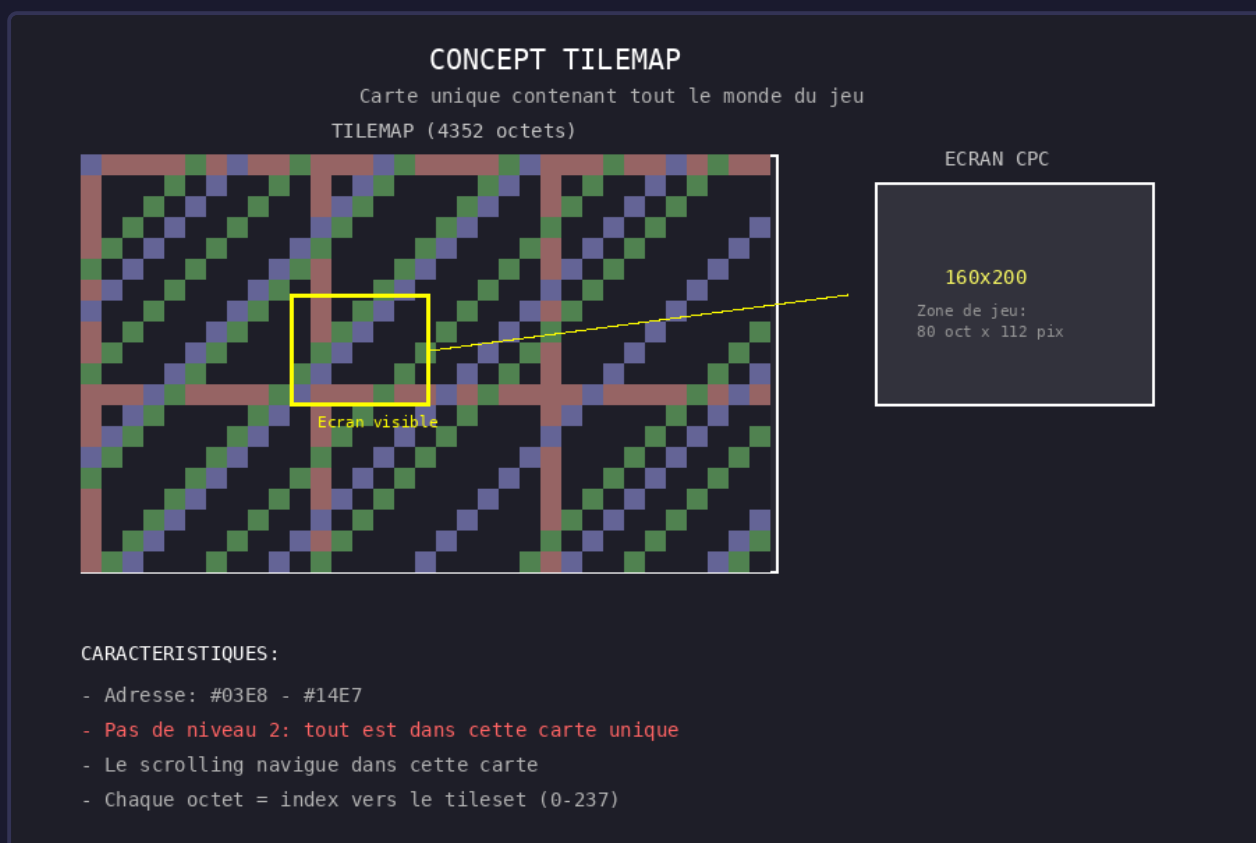 CONCEPT TILEMAP
Carte unique contenant tout le monde du jeu
TILEMAP (4352 octets)
ECRAN CPC
160x200
Zone de jeu:
80 oct x 112 pix
Ecran visible
CARACTERISTIQUES:
- Adresse: #03E8 - #14E7
- Pas de niveau 2: tout est dans cette carte unique
- Le scrolling navigue dans cette carte
- Chaque octet = index vers le tileset (0-237)